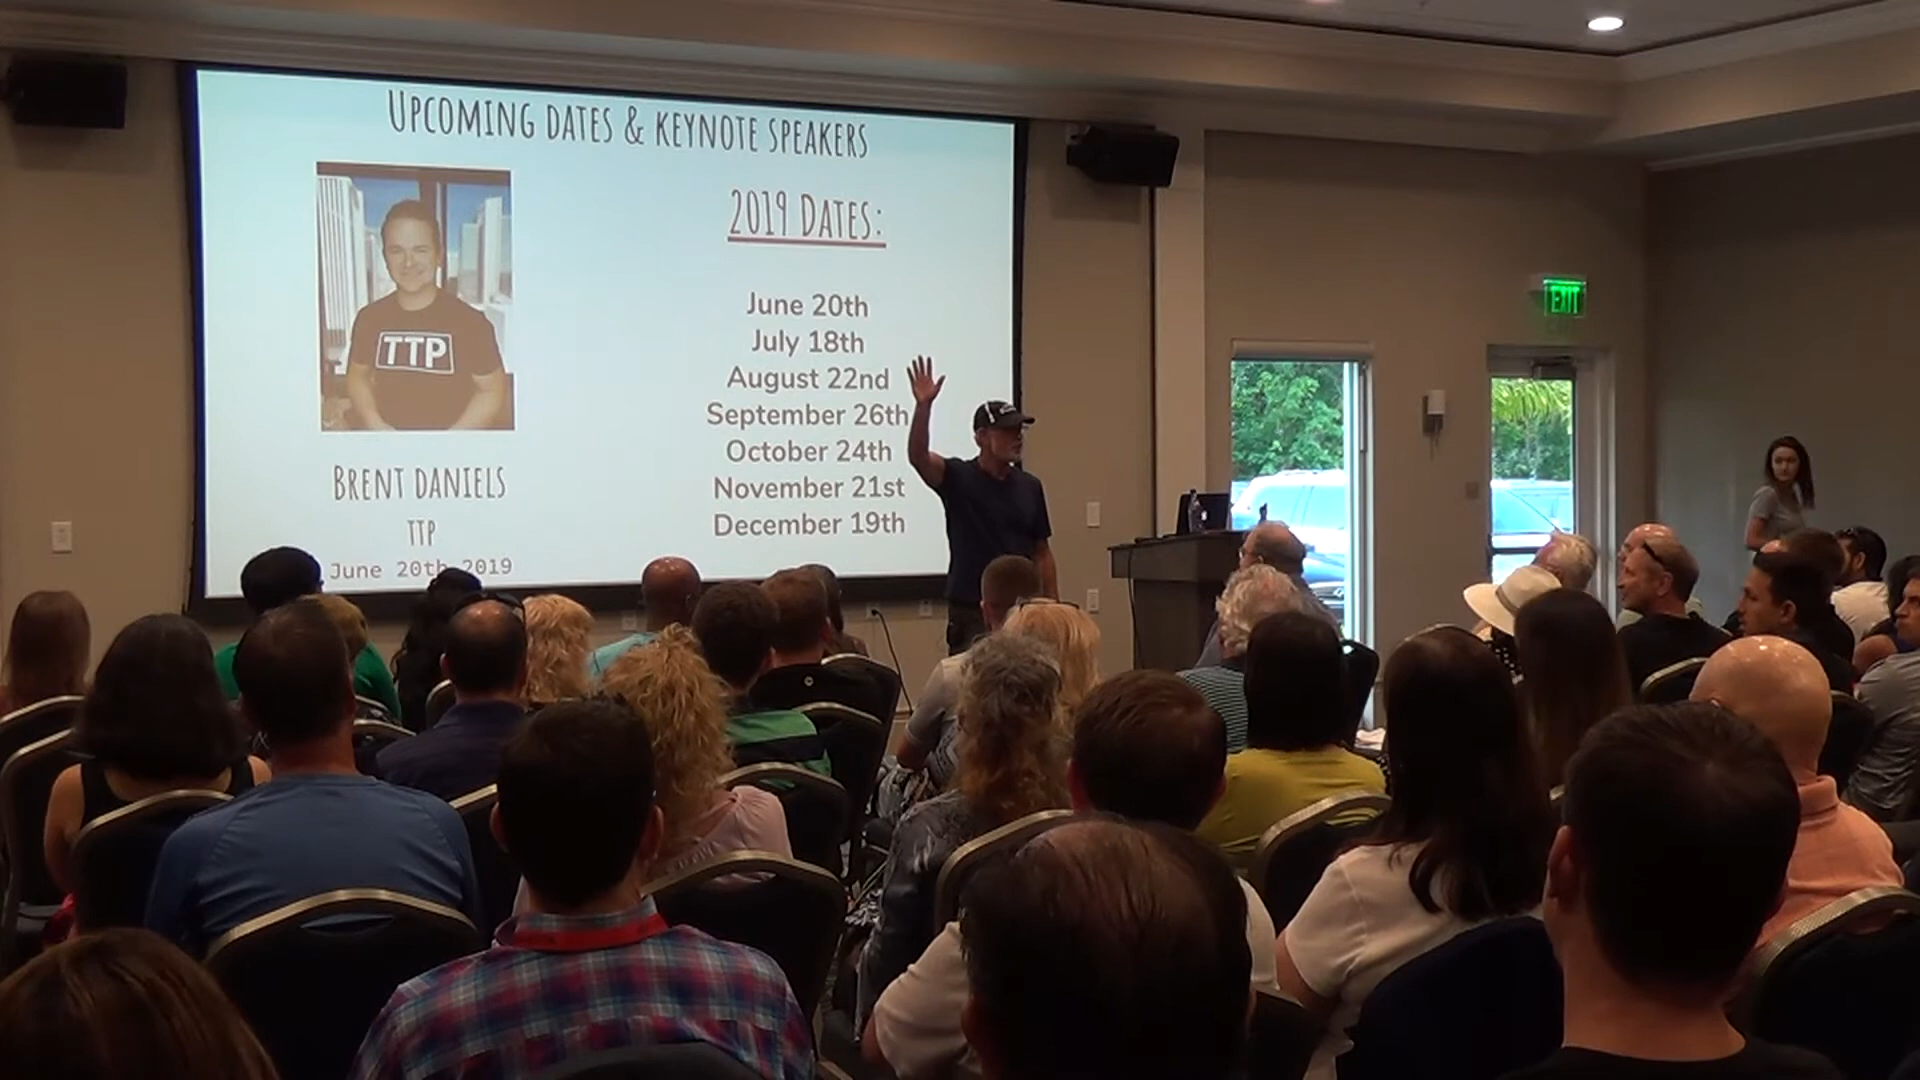 UPCOMING DATES & KEYNOTE SPEAKERS
TTP
BRENT DANIELS
TTP
June 20th 2019
2019 DATES:
June 20th
July 18th
August 22nd
September 26th
October 24th
November 21st
December 19th
EXIT